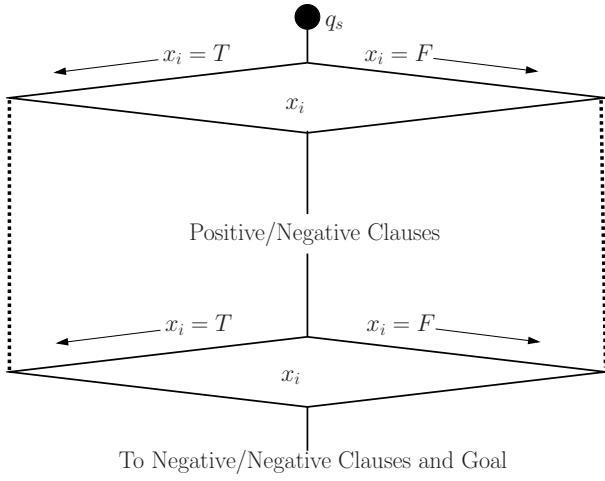 q_s
x_i = T x_i = F
x_i
Positive/Negative Clauses
x_i = T x_i = F
x_i
To Negative/Negative Clauses and Goal